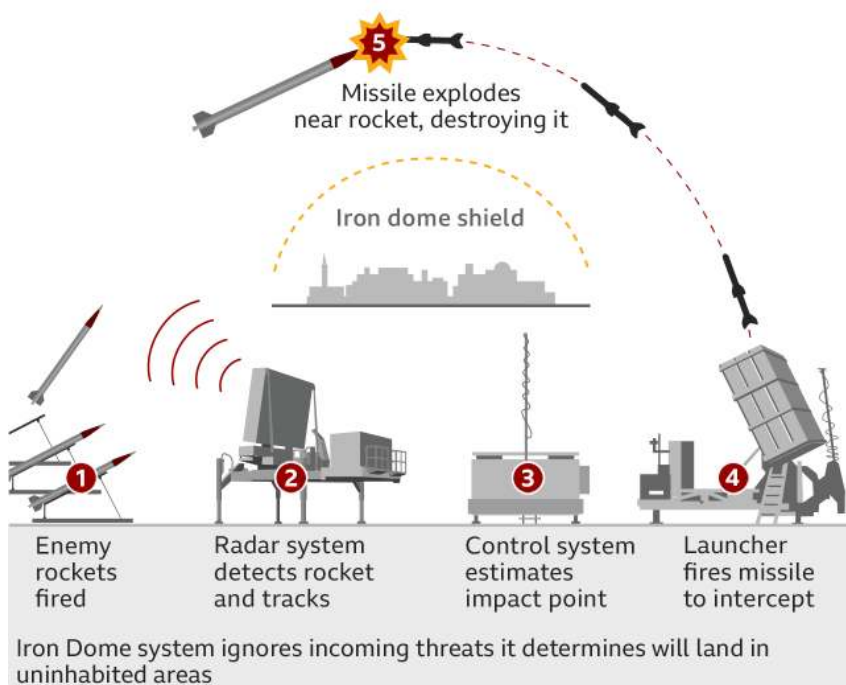 5
Missile explodes
near rocket, destroying it
Iron dome shield
1
2
3
4
Enemy
rockets
fired
Radar system
detects rocket
and tracks
Control system
estimates
impact point
Launcher
fires missile
to intercept
Iron Dome system ignores incoming threats it determines will land in
uninhabited areas